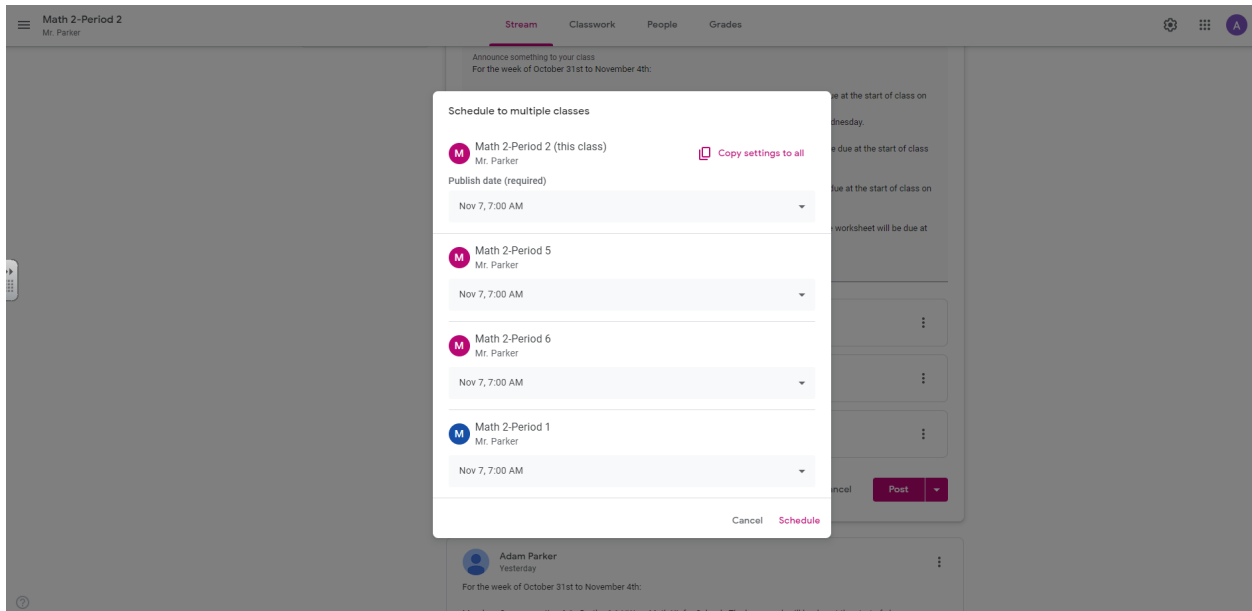 Math 2-Period 2
Mr. Parker
Stream Classwork People Grades
A
Announce something to your class
For the week of October 31st to November 4th:
ue at the start of class on
dnesday.
e due at the start of class
due at the start of class on
worksheet will be due at
Schedule to multiple classes
M
Math 2-Period 2 (this class)
Mr. Parker
Copy settings to all
Publish date (required)
Nov 7, 7:00 AM
M
Math 2-Period 5
Mr. Parker
Nov 7, 7:00 AM
M
Math 2-Period 6
Mr. Parker
Nov 7, 7:00 AM
M
Math 2-Period 1
Mr. Parker
Nov 7, 7:00 AM
Cancel Schedule
ncel Post
Adam Parker
Yesterday
For the week of October 31st to November 4th: